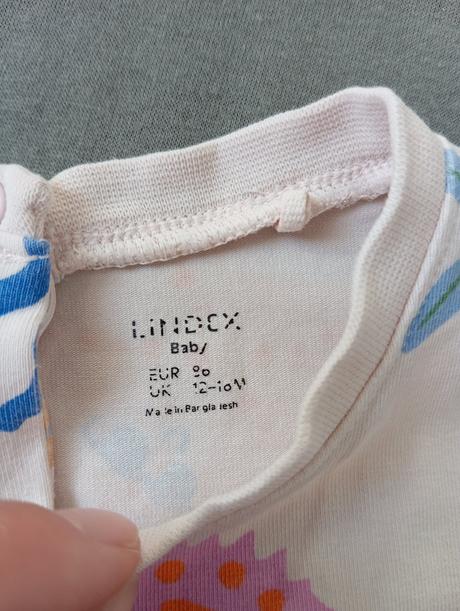 LINDEX
Baby
EUR 86
UK 12-18M
Made in Bangladesh